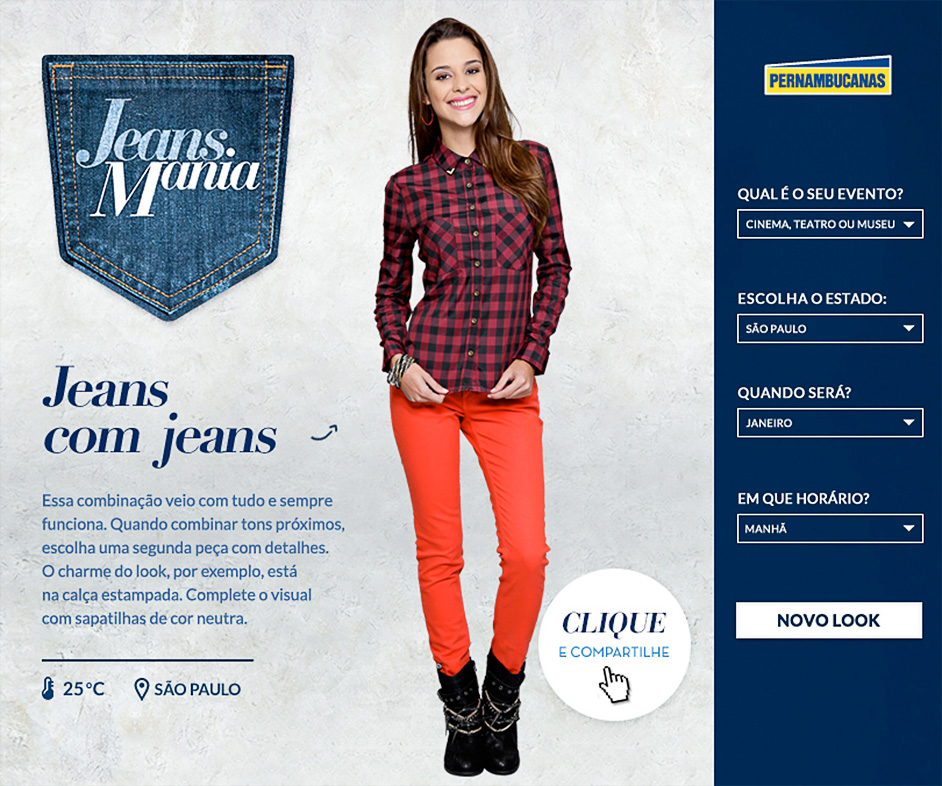 Jeans
Mania
Jeans
com jeans
Essa combinação veio com tudo e sempre
funciona. Quando combinar tons próximos,
escolha uma segunda peça com detalhes.
O charme do look, por exemplo, está
na calça estampada. Complete o visual
com sapatilhas de cor neutra.
25°C
SÃO PAULO
CLIQUE
E COMPARTILHE
PERNAMBUCANAS
QUAL É O SEU EVENTO?
CINEMA, TEATRO OU MUSEU
ESCOLHA O ESTADO:
SÃO PAULO
QUANDO SERÁ?
JANEIRO
EM QUE HORÁRIO?
MANHÃ
NOVO LOOK